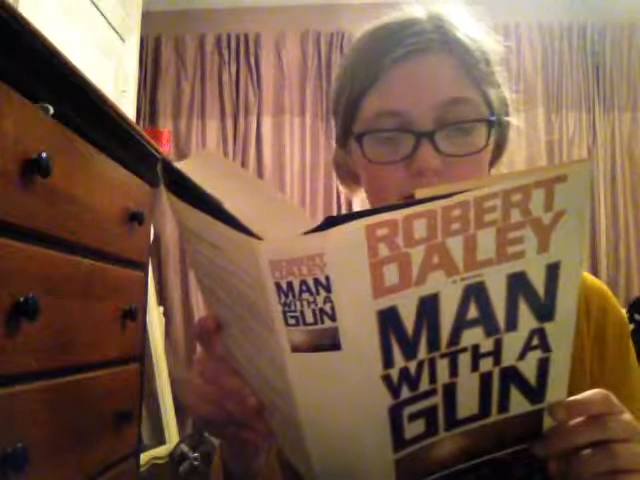 ROBERT
DALEY
MAN
WITH A
GUN
ROBERT
DALEY
MAN
WITH A
GUN